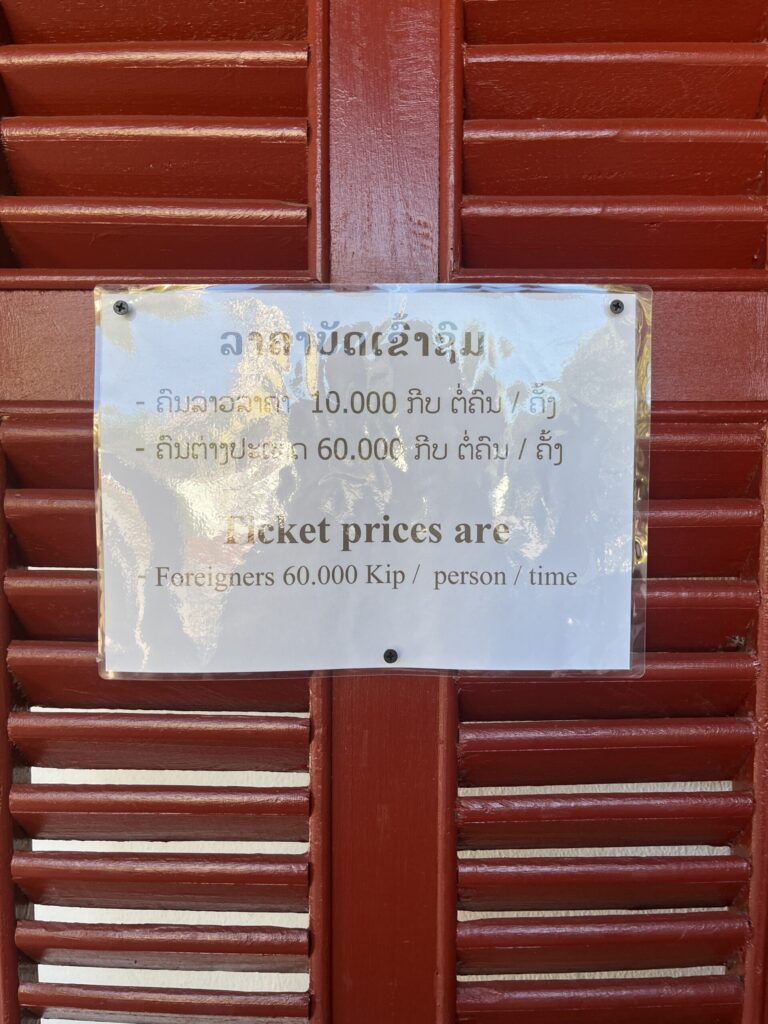 ລາຄາບັດເຂົ້າຊົມ
- ຄົນລາວລາຄາ 10.000 ກີບ ຕໍ່ຄົນ / ຄັ້ງ
- ຄົນຕ່າງປະເທດ 60.000 ກີບ ຕໍ່ຄົນ / ຄັ້ງ
Ticket prices are
- Foreigners 60.000 Kip / person / time